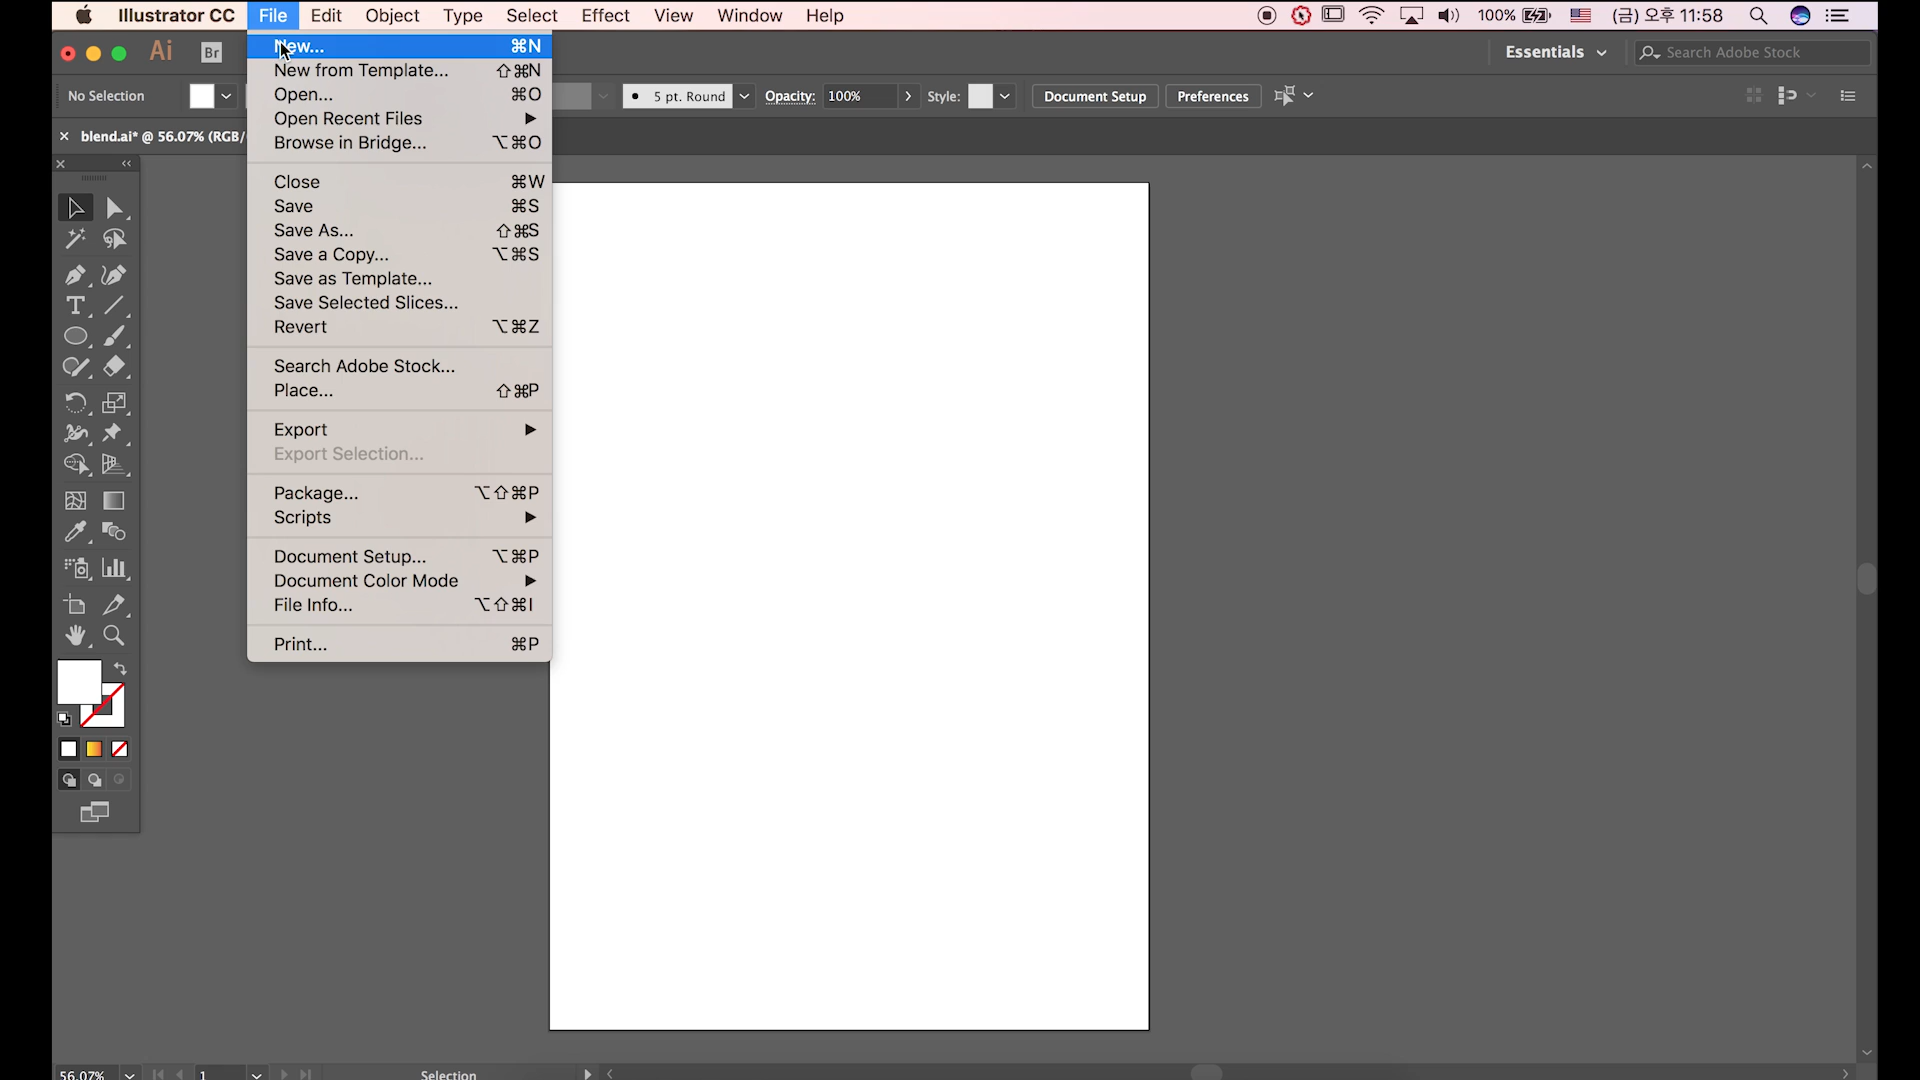 Illustrator CC File Edit Object Type Select Effect View Window Help 100% (금) 오후 11:58
Ai Br Essentials Search Adobe Stock
No Selection 5 pt. Round Opacity: 100% Style: Document Setup Preferences
blend.ai* @ 56.07% (RGB/
New... ⌘N
New from Template... ⇧⌘N
Open... ⌘O
Open Recent Files
Browse in Bridge... ⌥⌘O
Close ⌘W
Save ⌘S
Save As... ⇧⌘S
Save a Copy... ⌥⌘S
Save as Template...
Save Selected Slices...
Revert ⌥⌘Z
Search Adobe Stock...
Place... ⇧⌘P
Export
Export Selection...
Package... ⌥⇧⌘P
Scripts
Document Setup... ⌥⌘P
Document Color Mode
File Info... ⌥⇧⌘I
Print... ⌘P
56.07% 1 Selection